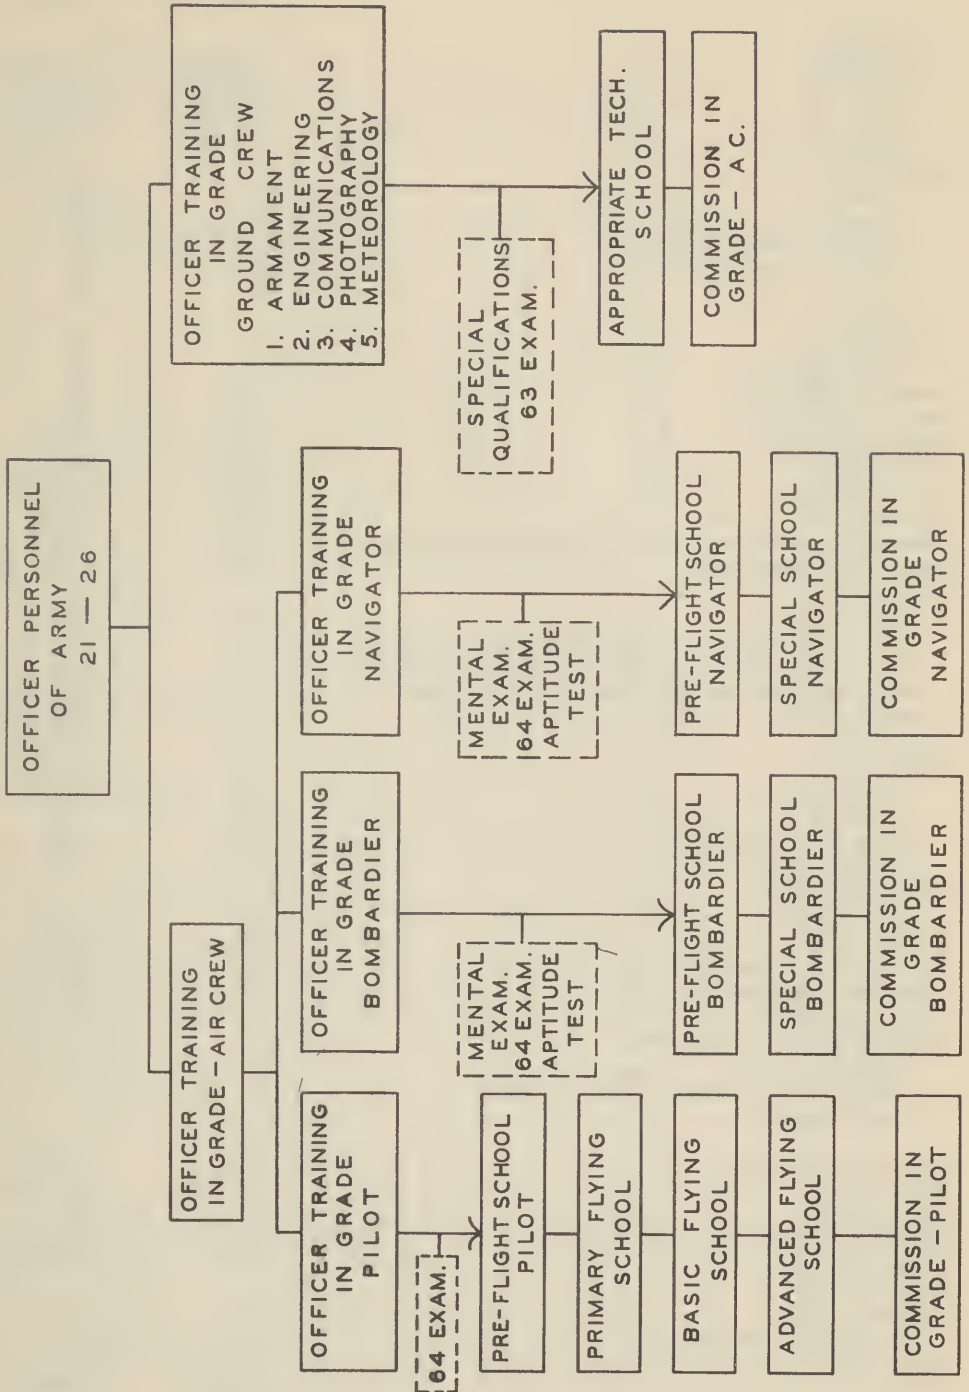 OFFICER PERSONNEL
OF ARMY
21 — 26
OFFICER TRAINING
IN GRADE — AIR CREW
OFFICER TRAINING
IN GRADE
GROUND CREW
1. ARMAMENT
2. ENGINEERING
3. COMMUNICATIONS
4. PHOTOGRAPHY
5. METEOROLOGY
OFFICER TRAINING
IN GRADE
PILOT
OFFICER TRAINING
IN GRADE
BOMBARDIER
OFFICER TRAINING
IN GRADE
NAVIGATOR
64 EXAM.
MENTAL
EXAM.
64 EXAM.
APTITUDE
TEST
MENTAL
EXAM.
64 EXAM.
APTITUDE
TEST
SPECIAL
QUALIFICATIONS
63 EXAM.
PRE-FLIGHT SCHOOL
PILOT
PRIMARY FLYING
SCHOOL
BASIC FLYING
SCHOOL
ADVANCED FLYING
SCHOOL
COMMISSION IN
GRADE — PILOT
PRE-FLIGHT SCHOOL
BOMBARDIER
SPECIAL SCHOOL
BOMBARDIER
COMMISSION IN
GRADE
BOMBARDIER
PRE-FLIGHT SCHOOL
NAVIGATOR
SPECIAL SCHOOL
NAVIGATOR
COMMISSION IN
GRADE
NAVIGATOR
APPROPRIATE TECH.
SCHOOL
COMMISSION IN
GRADE — A C.